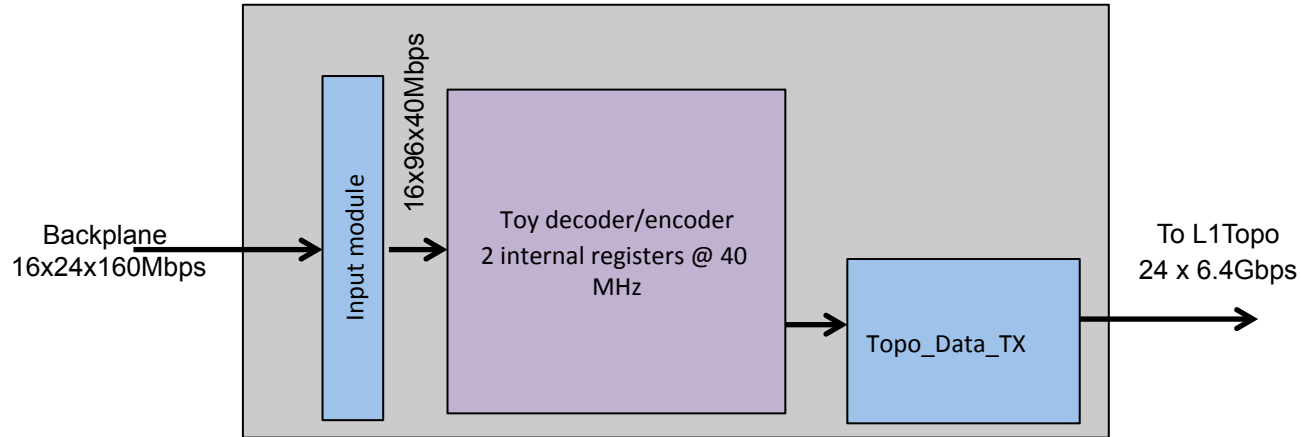 Backplane
16x24x160Mbps
Input module
16x96x40Mbps
Toy decoder/encoder
2 internal registers @ 40
MHz
Topo_Data_TX
To L1Topo
24 x 6.4Gbps